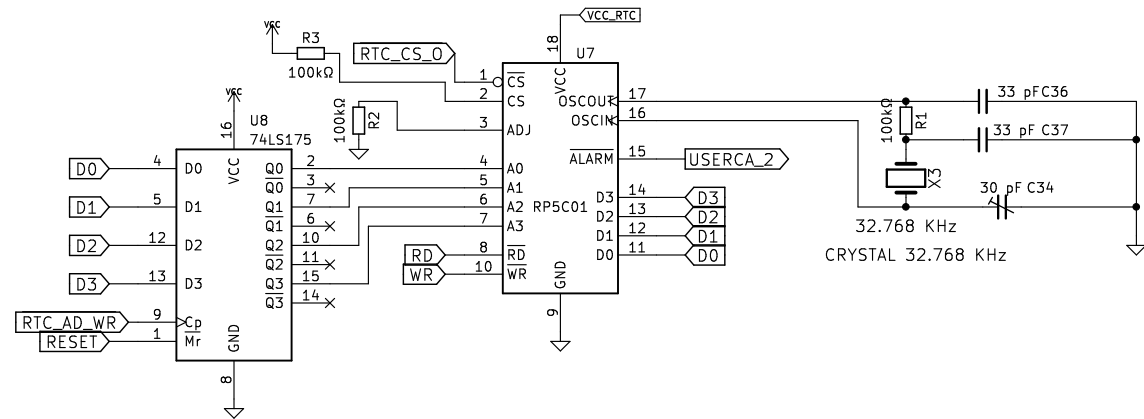 VCC_RTC
VCC
R3
100kΩ
RTC_CS_0
18
U7
1
CS
VCC
2
CS
OSCOUT
17
33 pF C36
VCC
16
U8
74LS175
100kΩ
R2
3
ADJ
OSCIN
16
100kΩ
R1
33 pF C37
D0
4
D0
VCC
Q0
2
4
A0
ALARM
15
USERCA_2
Q0
3
X3
D1
5
D1
Q1
7
5
A1
30 pF C34
Q1
6
6
A2
RP5C01
D3
14
D3
D2
12
D2
Q2
10
7
A3
D2
13
D2
32.768 KHz
Q2
11
D1
12
D1
CRYSTAL 32.768 KHz
D3
13
D3
Q3
15
RD
8
RD
D0
11
D0
Q3
14
WR
10
WR
GND
RTC_AD_WR
9
Cp
9
RESET
1
Mr
GND
8